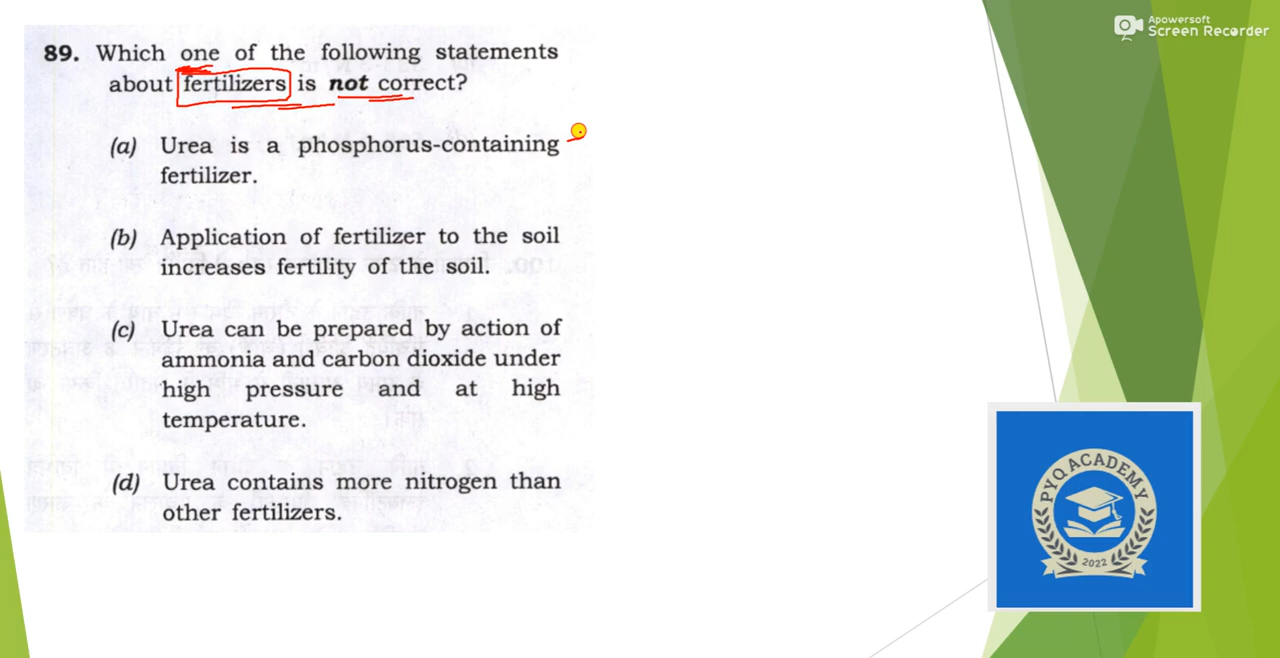 Apowersoft
Screen Recorder
89. Which one of the following statements
about fertilizers is not correct?
(a) Urea is a phosphorus-containing
fertilizer.
(b) Application of fertilizer to the soil
increases fertility of the soil.
(c) Urea can be prepared by action of
ammonia and carbon dioxide under
high pressure and at high
temperature.
(d) Urea contains more nitrogen than
other fertilizers.
PYQ ACADEMY
2022